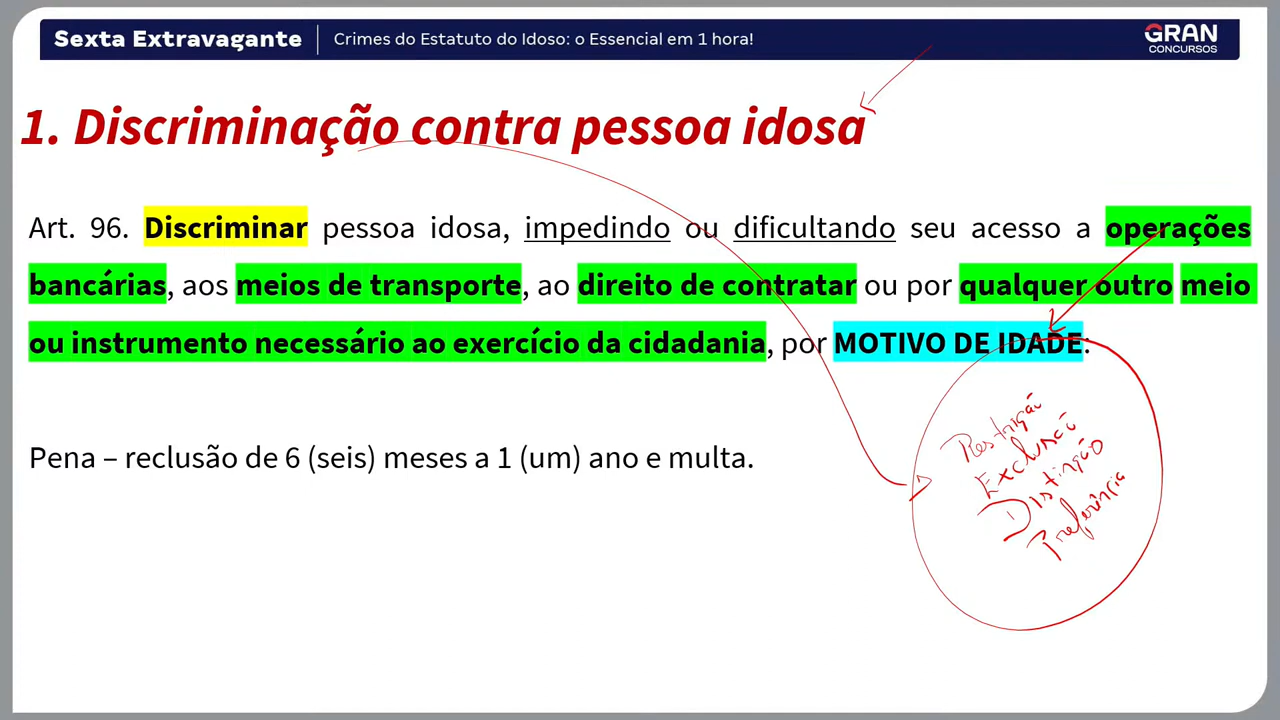 Sexta Extravagante
Crimes do Estatuto do Idoso: o Essencial em 1 hora!
GRAN
CONCURSOS
1. Discriminação contra pessoa idosa
Art. 96. Discriminar pessoa idosa, impedindo ou dificultando seu acesso a operações
bancárias, aos meios de transporte, ao direito de contratar ou por qualquer outro meio
ou instrumento necessário ao exercício da cidadania, por MOTIVO DE IDADE:
Restrição
Exclusão
Distinção
Preferência
Pena – reclusão de 6 (seis) meses a 1 (um) ano e multa.